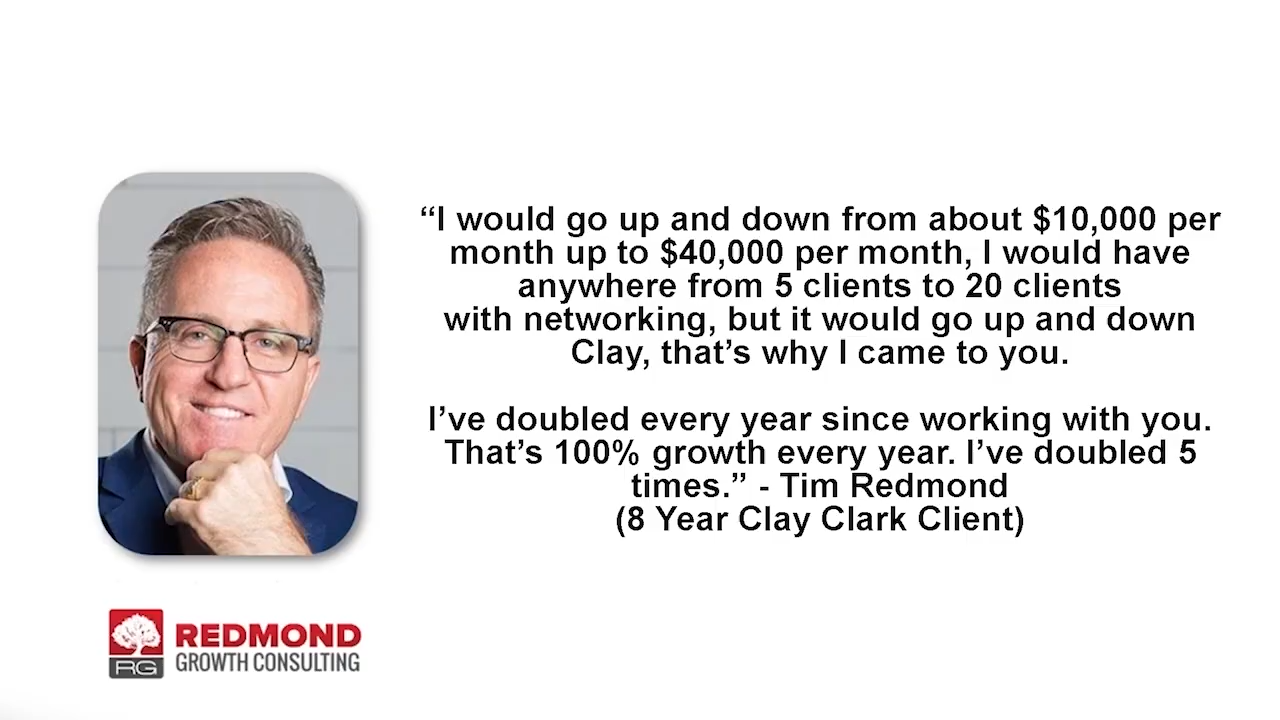 “I would go up and down from about $10,000 per
month up to $40,000 per month, I would have
anywhere from 5 clients to 20 clients
with networking, but it would go up and down
Clay, that’s why I came to you.
I’ve doubled every year since working with you.
That’s 100% growth every year. I’ve doubled 5
times.” - Tim Redmond
(8 Year Clay Clark Client)
RG
REDMOND
GROWTH CONSULTING